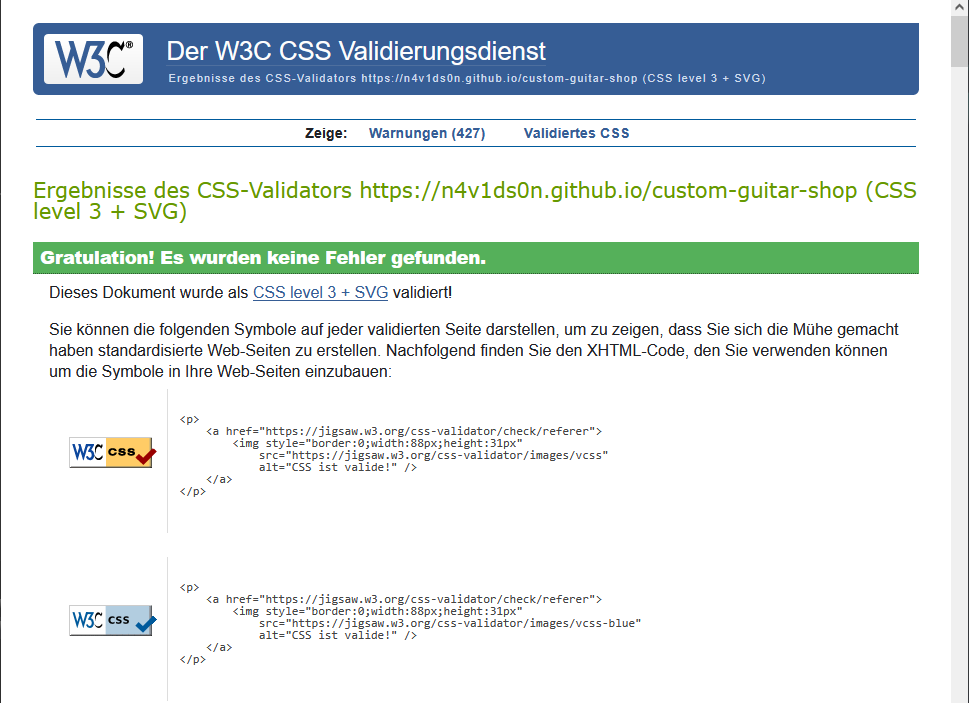 W3C®
Der W3C CSS Validierungsdienst
Ergebnisse des CSS-Validators https://n4v1ds0n.github.io/custom-guitar-shop (CSS level 3 + SVG)
Zeige: Warnungen (427) Validiertes CSS
Ergebnisse des CSS-Validators https://n4v1ds0n.github.io/custom-guitar-shop (CSS
level 3 + SVG)
Gratulation! Es wurden keine Fehler gefunden.
Dieses Dokument wurde als CSS level 3 + SVG validiert!
Sie können die folgenden Symbole auf jeder validierten Seite darstellen, um zu zeigen, dass Sie sich die Mühe gemacht
haben standardisierte Web-Seiten zu erstellen. Nachfolgend finden Sie den XHTML-Code, den Sie verwenden können
um die Symbole in Ihre Web-Seiten einzubauen:
W3C css
<p>
    <a href="https://jigsaw.w3.org/css-validator/check/referer">
        <img style="border:0;width:88px;height:31px"
            src="https://jigsaw.w3.org/css-validator/images/vcss"
            alt="CSS ist valide!" />
    </a>
</p>
W3C css
<p>
    <a href="https://jigsaw.w3.org/css-validator/check/referer">
        <img style="border:0;width:88px;height:31px"
            src="https://jigsaw.w3.org/css-validator/images/vcss-blue"
            alt="CSS ist valide!" />
    </a>
</p>